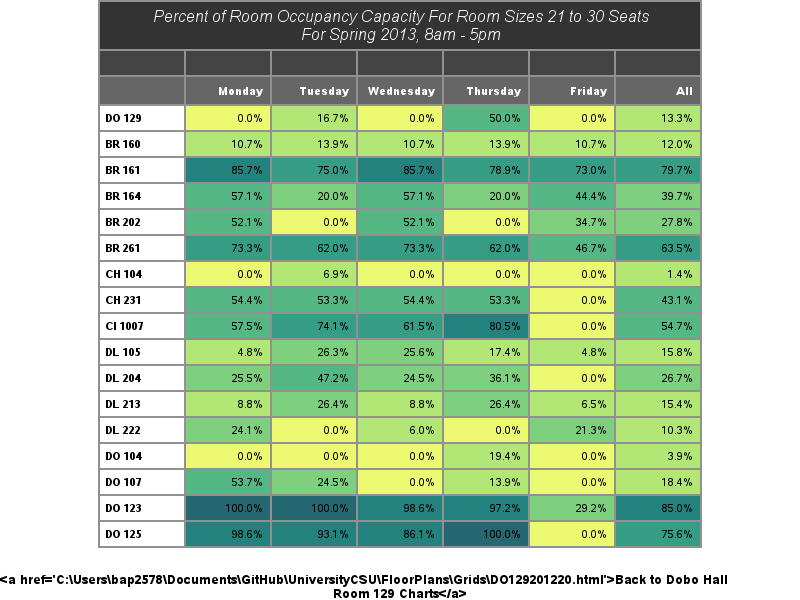 Percent of Room Occupancy Capacity For Room Sizes 21 to 30 Seats
For Spring 2013, 8am - 5pm
Monday Tuesday Wednesday Thursday Friday All
DO 129 0.0% 16.7% 0.0% 50.0% 0.0% 13.3%
BR 160 10.7% 13.9% 10.7% 13.9% 10.7% 12.0%
BR 161 85.7% 75.0% 85.7% 78.9% 73.0% 79.7%
BR 164 57.1% 20.0% 57.1% 20.0% 44.4% 39.7%
BR 202 52.1% 0.0% 52.1% 0.0% 34.7% 27.8%
BR 261 73.3% 62.0% 73.3% 62.0% 46.7% 63.5%
CH 104 0.0% 6.9% 0.0% 0.0% 0.0% 1.4%
CH 231 54.4% 53.3% 54.4% 53.3% 0.0% 43.1%
CI 1007 57.5% 74.1% 61.5% 80.5% 0.0% 54.7%
DL 105 4.8% 26.3% 25.6% 17.4% 4.8% 15.8%
DL 204 25.5% 47.2% 24.5% 36.1% 0.0% 26.7%
DL 213 8.8% 26.4% 8.8% 26.4% 6.5% 15.4%
DL 222 24.1% 0.0% 6.0% 0.0% 21.3% 10.3%
DO 104 0.0% 0.0% 0.0% 19.4% 0.0% 3.9%
DO 107 53.7% 24.5% 0.0% 13.9% 0.0% 18.4%
DO 123 100.0% 100.0% 98.6% 97.2% 29.2% 85.0%
DO 125 98.6% 93.1% 86.1% 100.0% 0.0% 75.6%
<a href='C:\Users\bap2578\Documents\GitHub\UniversityCSU\FloorPlans\Grids\DO129201220.html'>Back to Dobo Hall
Room 129 Charts</a>